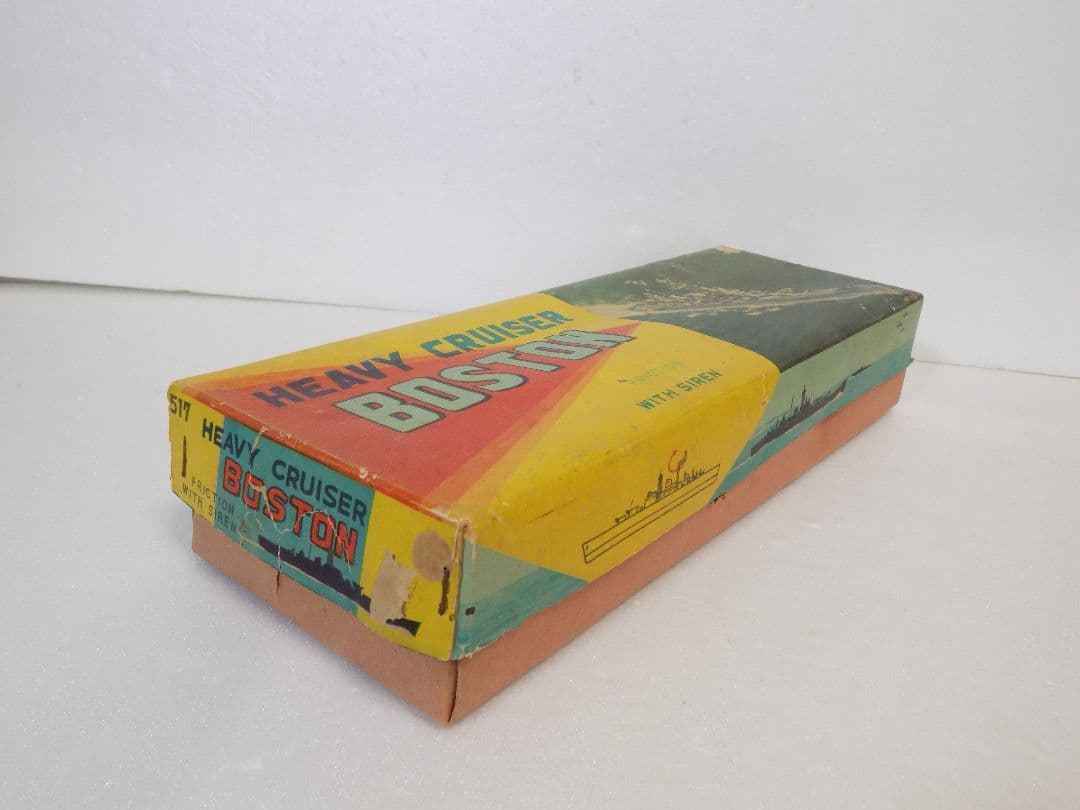 HEAVY CRUISER
BOSTON
FRICTION
WITH SIREN
517
HEAVY CRUISER
BOSTON
FRICTION
WITH SIREN